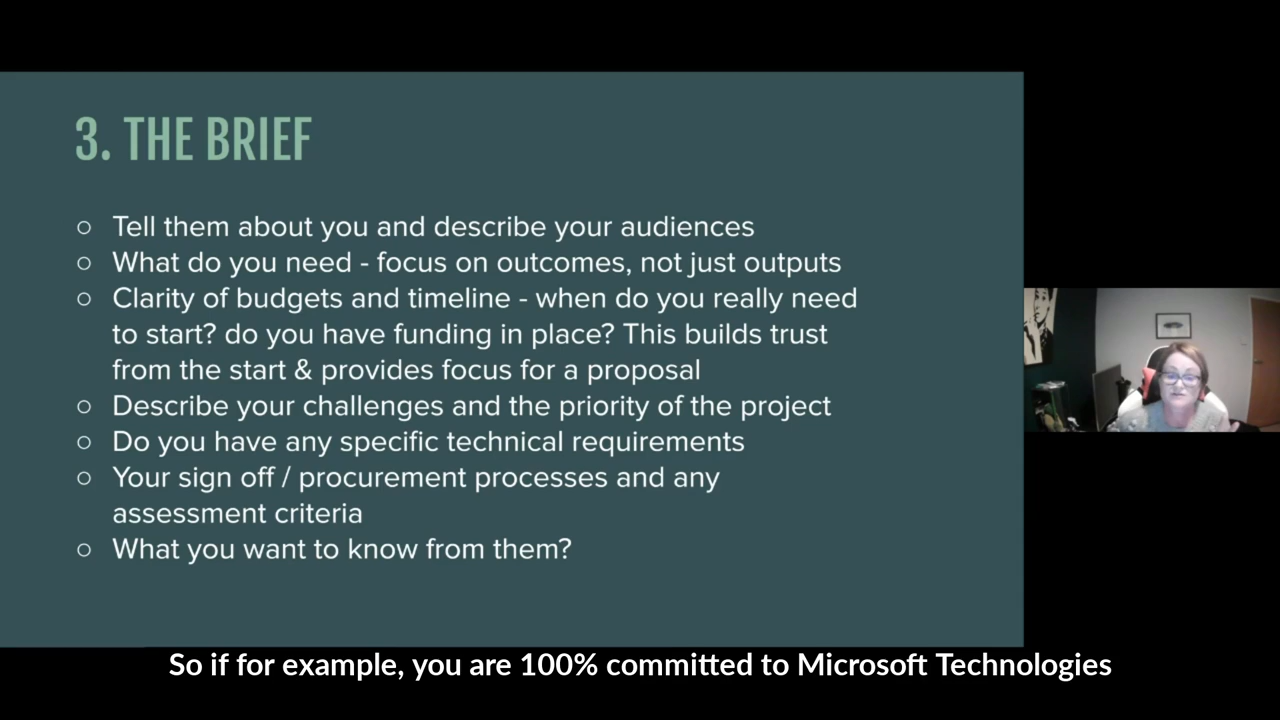 3. THE BRIEF
○ Tell them about you and describe your audiences
○ What do you need - focus on outcomes, not just outputs
○ Clarity of budgets and timeline - when do you really need
to start? do you have funding in place? This builds trust
from the start & provides focus for a proposal
○ Describe your challenges and the priority of the project
○ Do you have any specific technical requirements
○ Your sign off / procurement processes and any
assessment criteria
○ What you want to know from them?
So if for example, you are 100% committed to Microsoft Technologies